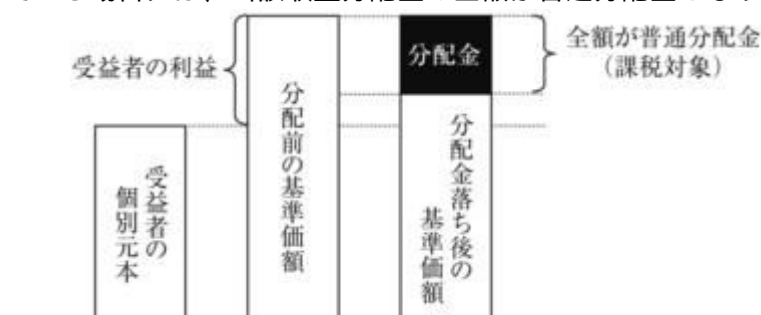 受益者の利益
分配金
全額が普通分配金
(課税対象)
受益者の
個別元本
分配前の基準価額
分配金落ち後の
基準価額